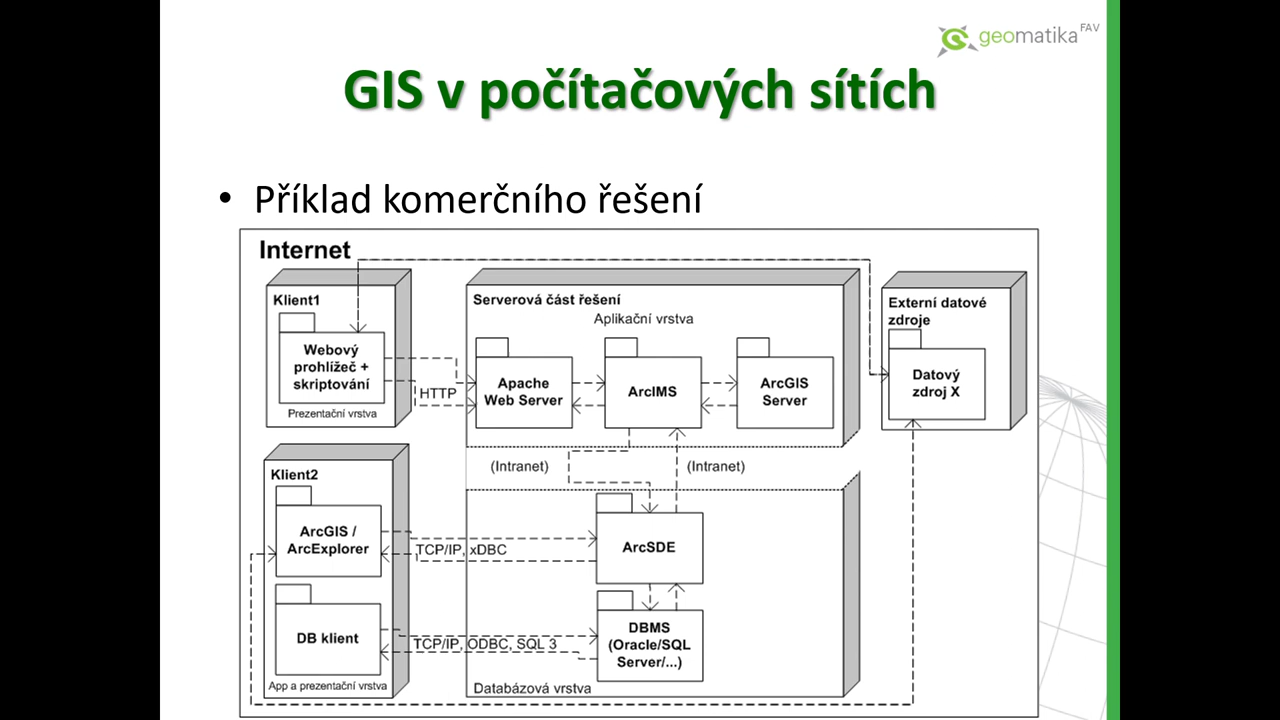 geomatika FAV
GIS v počítačových sítích
• Příklad komerčního řešení
Internet
Klient1
Webový
prohlížeč +
skriptování
Prezentační vrstva
HTTP
Serverová část řešení
Aplikační vrstva
Apache
Web Server
ArcIMS
ArcGIS
Server
Externí datové
zdroje
Datový
zdroj X
(Intranet)
(Intranet)
Klient2
ArcGIS /
ArcExplorer
TCP/IP, xDBC
ArcSDE
DB klient
TCP/IP, ODBC, SQL 3
DBMS
(Oracle/SQL
Server/...)
App a prezentační vrstva
Databázová vrstva